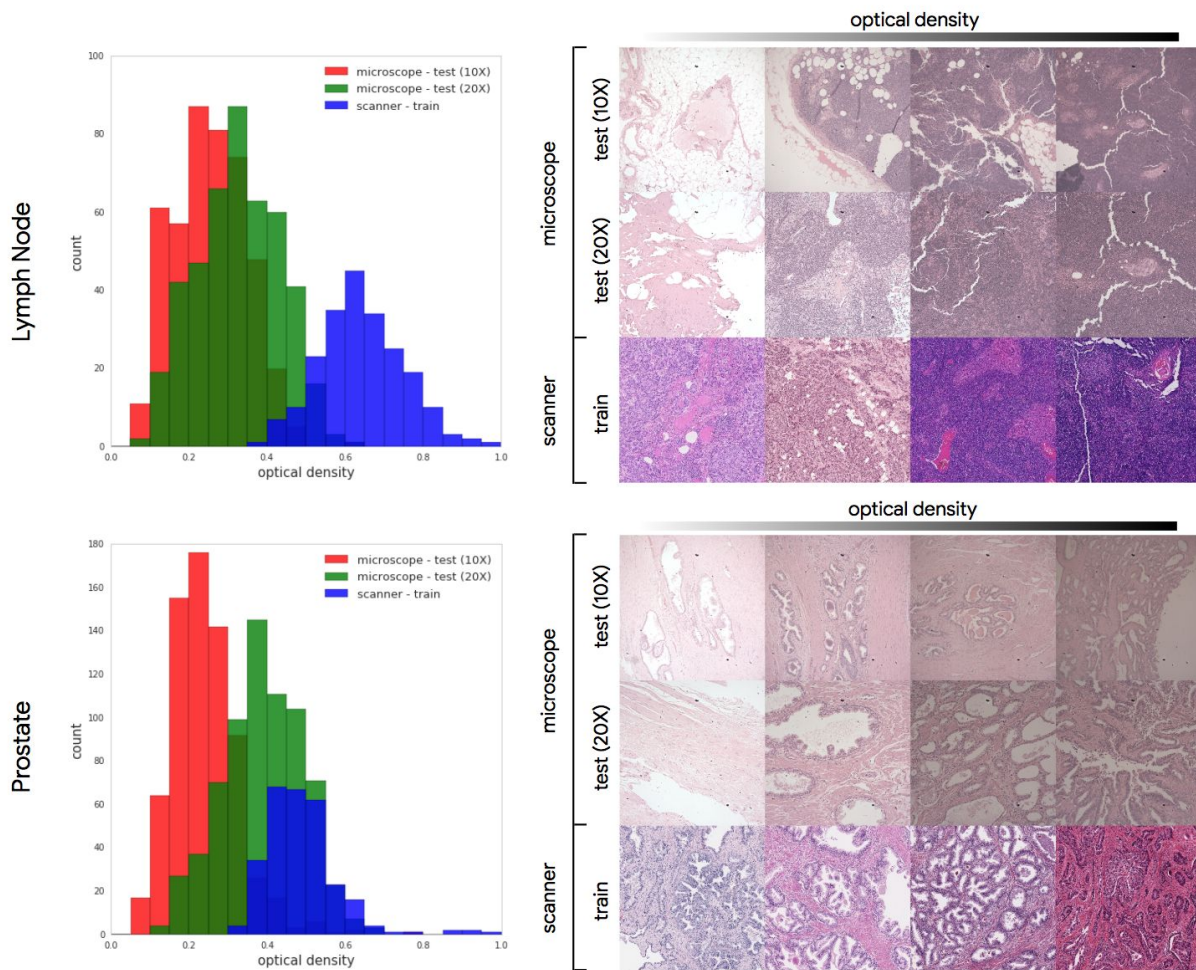 Lymph Node
100
80
60
40
20
0
count
0.0 0.2 0.4 0.6 0.8 1.0
optical density
microscope - test (10X)
microscope - test (20X)
scanner - train
optical density
microscope
scanner
test (10X)
test (20X)
train
Prostate
180
160
140
120
100
80
60
40
20
0
count
0.0 0.2 0.4 0.6 0.8 1.0
optical density
microscope - test (10X)
microscope - test (20X)
scanner - train
optical density
microscope
scanner
test (10X)
test (20X)
train